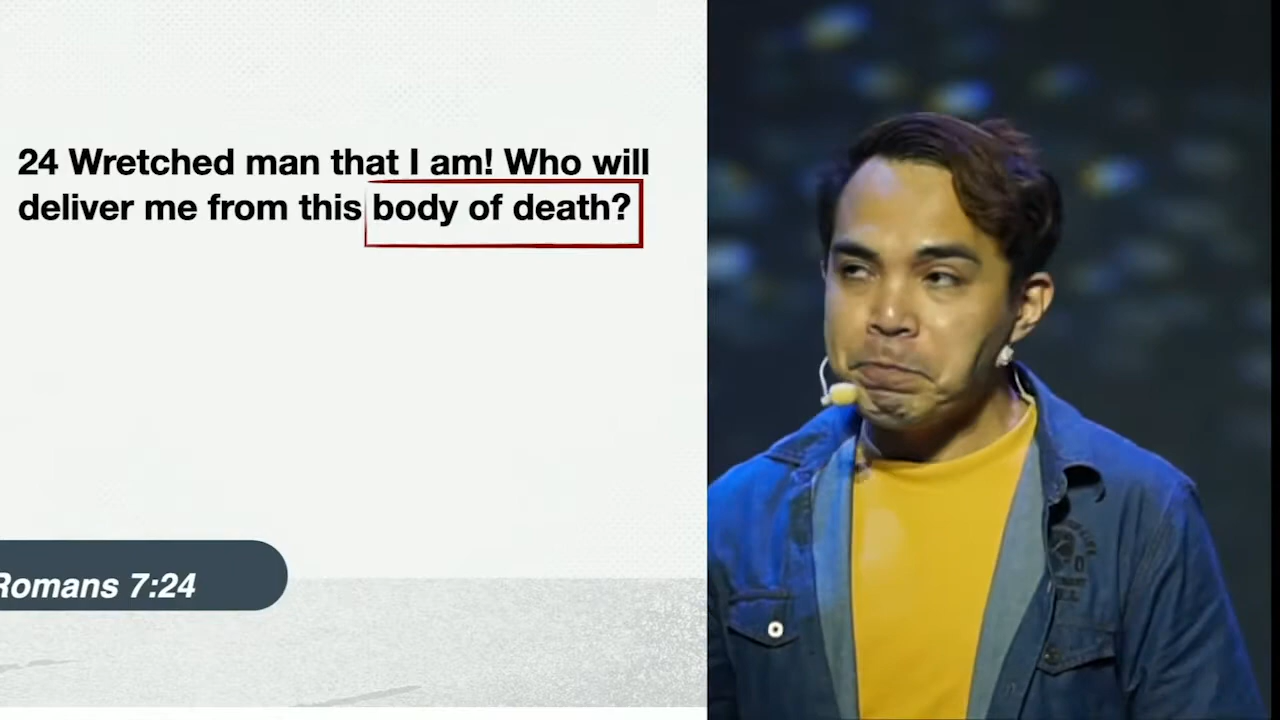 24 Wretched man that I am! Who will
deliver me from this body of death?
Romans 7:24